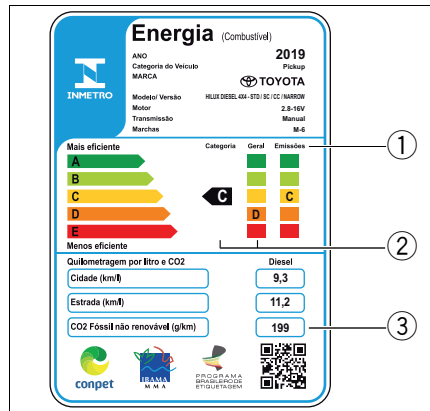 Energia (Combustível)
ANO 2019
Categoria do Veículo Pickup
MARCA TOYOTA
Modelo/ Versão HILUX DIESEL 4X4 - STD / SC / CC / NARROW
Motor 2.8-16V
Transmissão Manual
Marchas M-6
INMETRO
Mais eficiente Categoria Geral Emissões
A
B
C C C
D D
E
Menos eficiente
1
2
Quilometragem por litro e CO2 Diesel
Cidade (km/l) 9,3
Estrada (km/l) 11,2
CO2 Fóssil não renovável (g/km) 199
3
conpet
IBAMA
M M A
PROGRAMA
BRASILEIRO DE
ETIQUETAGEM